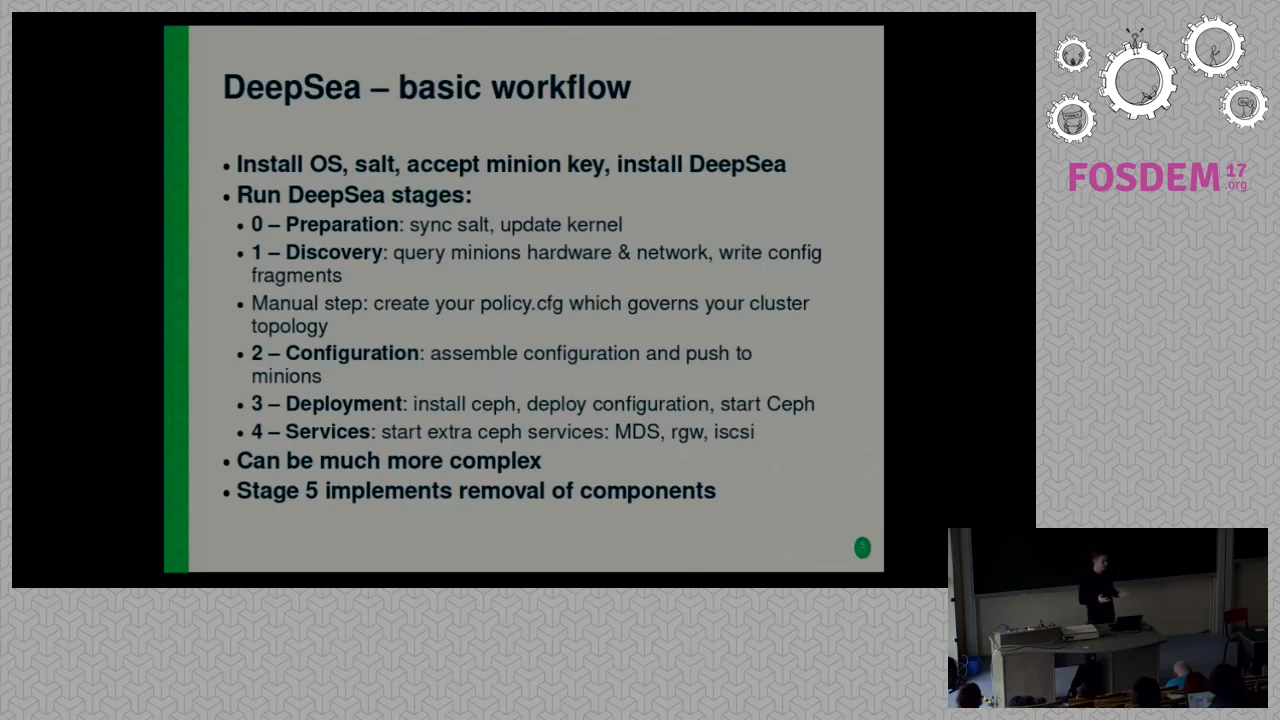 DeepSea – basic workflow
• Install OS, salt, accept minion key, install DeepSea
• Run DeepSea stages:
• 0 – Preparation: sync salt, update kernel
• 1 – Discovery: query minions hardware & network, write config
fragments
• Manual step: create your policy.cfg which governs your cluster
topology
• 2 – Configuration: assemble configuration and push to
minions
• 3 – Deployment: install ceph, deploy configuration, start Ceph
• 4 – Services: start extra ceph services: MDS, rgw, iscsi
• Can be much more complex
• Stage 5 implements removal of components
5
FOSDEM 17
.org